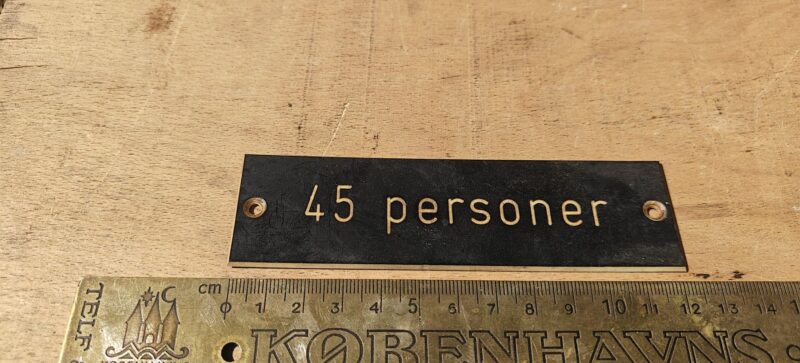 45 personer
TELF
cm 0 1 2 3 4 5 6 7 8 9 10 11 12 13 14
KØBENHAVNS